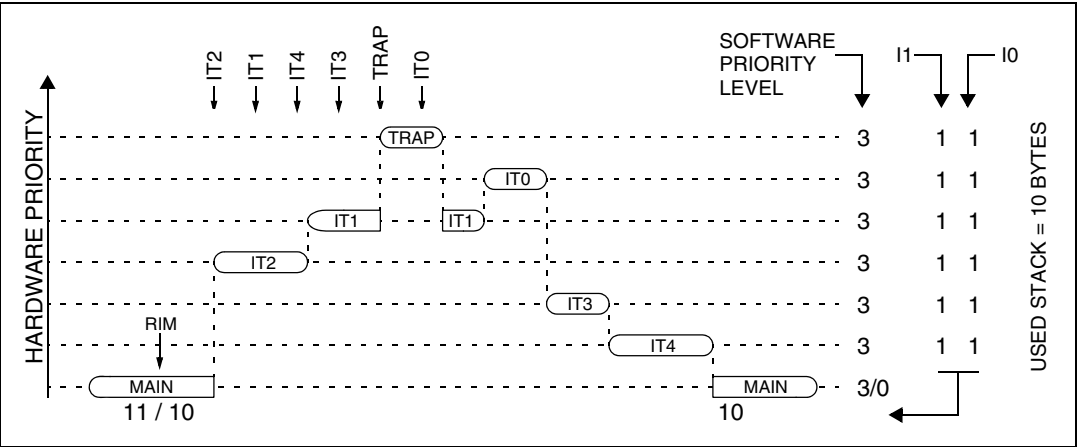 IT2
IT1
IT4
IT3
TRAP
IT0
SOFTWARE
PRIORITY
LEVEL
I1
I0
HARDWARE PRIORITY
TRAP
3 1 1
IT0
3 1 1
IT1
IT1
3 1 1
IT2
3 1 1
IT3
3 1 1
RIM
IT4
3 1 1
MAIN
MAIN
3/0
11 / 10
10
USED STACK = 10 BYTES